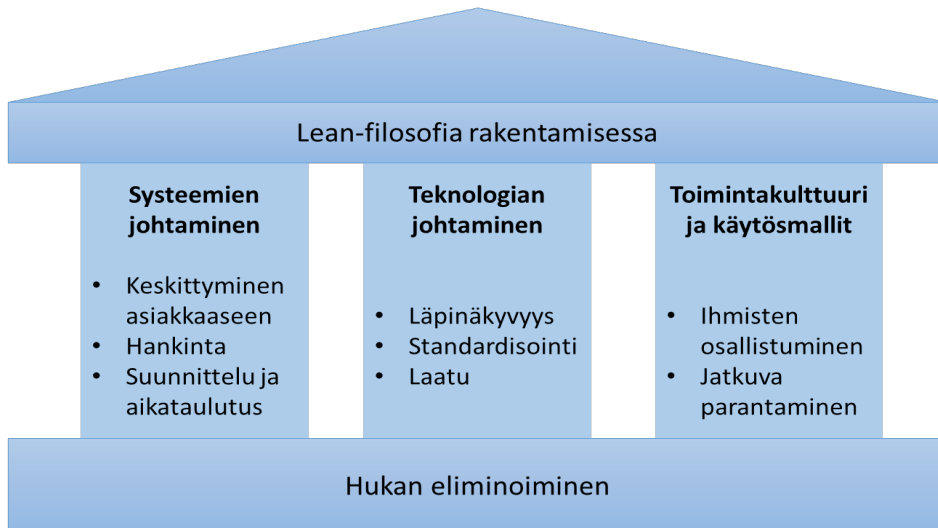 Lean-filosofia rakentamisessa
Systeemien
johtaminen
• Keskittyminen
asiakkaaseen
• Hankinta
• Suunnittelu ja
aikataulutus
Teknologian
johtaminen
• Läpinäkyvyys
• Standardisointi
• Laatu
Toimintakulttuuri
ja käytösmallit
• Ihmisten
osallistuminen
• Jatkuva
parantaminen
Hukan eliminoiminen